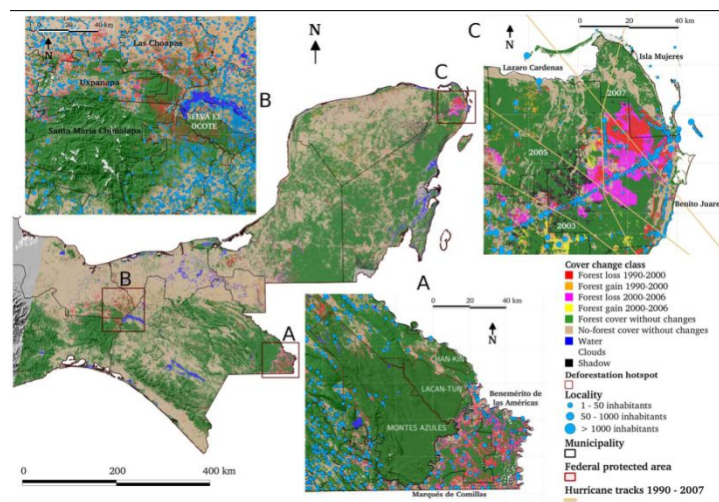 0 20 40 km
N
Las Choapas
Uxpanapa
Santa Maria Chimalapa
SELVA EL
OCOTE
B
N
C
B
A
0 200 400 km
C
N
0 20 40 km
Lazaro Cardenas
Isla Mujeres
2007
2005
2003
Benito Juarez
A
0 20 40 km
N
CHAN-KIN
LACAN-TUN
Benemérito de
las Américas
MONTES AZULES
Marqués de Comillas
Cover change class
Forest loss 1990-2000
Forest gain 1990-2000
Forest loss 2000-2006
Forest gain 2000-2006
Forest cover without changes
No-forest cover without changes
Water
Clouds
Shadow
Deforestation hotspot
Locality
1 - 50 inhabitants
50 - 1000 inhabitants
> 1000 inhabitants
Municipality
Federal protected area
Hurricane tracks 1990 - 2007